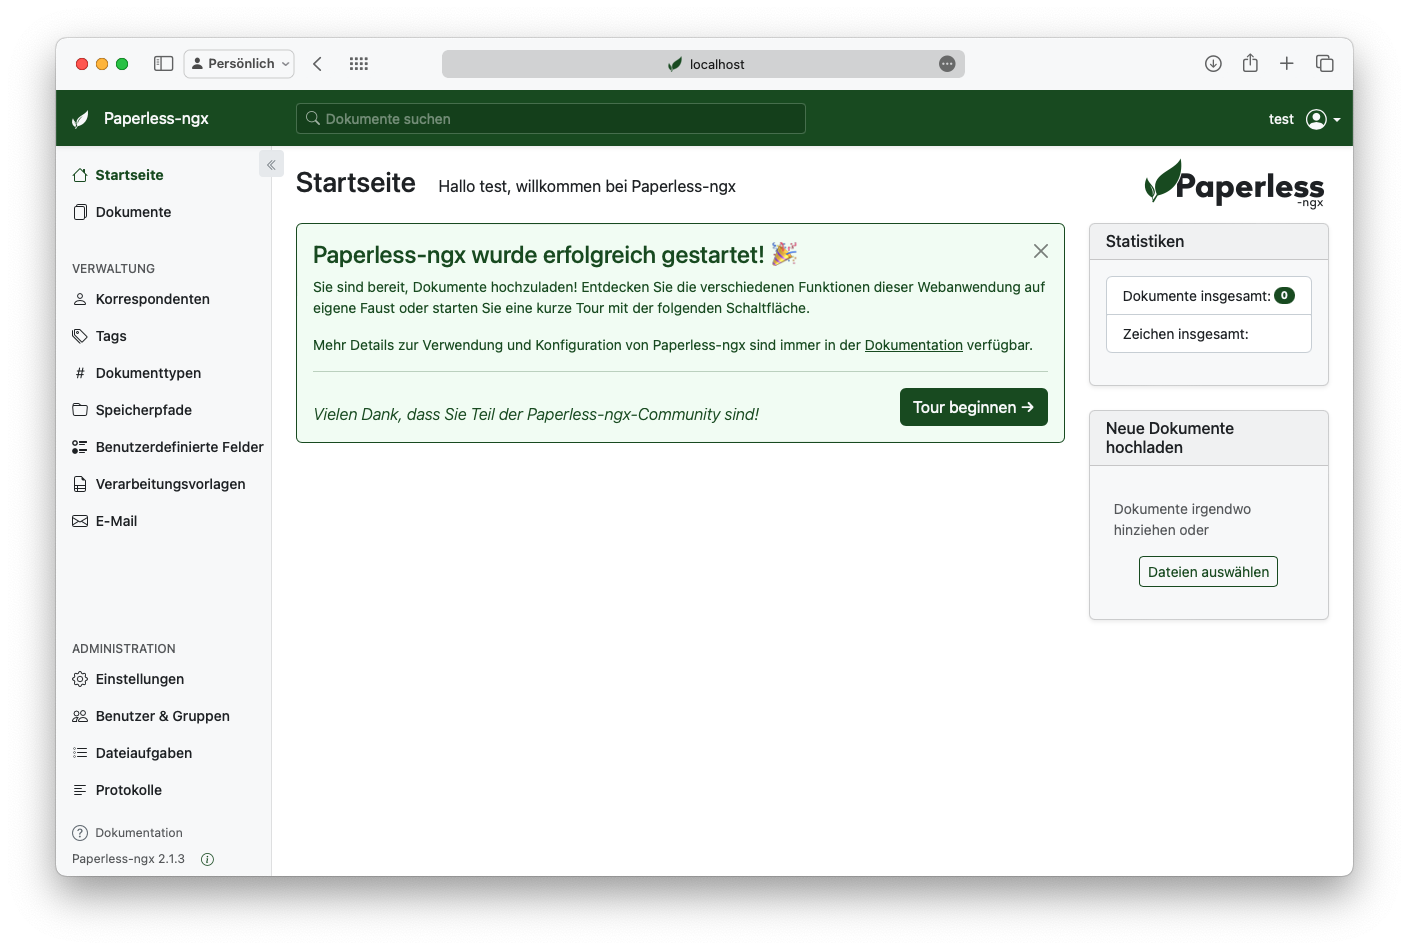 Persönlich
localhost
Paperless-ngx
Dokumente suchen
test
Startseite
Dokumente
VERWALTUNG
Korrespondenten
Tags
Dokumenttypen
Speicherpfade
Benutzerdefinierte Felder
Verarbeitungsvorlagen
E-Mail
ADMINISTRATION
Einstellungen
Benutzer & Gruppen
Dateiaufgaben
Protokolle
Dokumentation
Paperless-ngx 2.1.3
Startseite Hallo test, willkommen bei Paperless-ngx
Paperless
-ngx
Paperless-ngx wurde erfolgreich gestartet! 🎉
Sie sind bereit, Dokumente hochzuladen! Entdecken Sie die verschiedenen Funktionen dieser Webanwendung auf
eigene Faust oder starten Sie eine kurze Tour mit der folgenden Schaltfläche.
Mehr Details zur Verwendung und Konfiguration von Paperless-ngx sind immer in der Dokumentation verfügbar.
Vielen Dank, dass Sie Teil der Paperless-ngx-Community sind!
Tour beginnen →
Statistiken
Dokumente insgesamt: 0
Zeichen insgesamt:
Neue Dokumente
hochladen
Dokumente irgendwo
hinziehen oder
Dateien auswählen